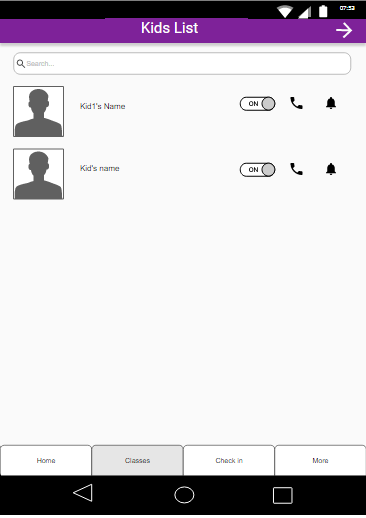 07:53
Kids List
Search...
Kid1's Name
ON
Kid's name
ON
Home
Classes
Check in
More